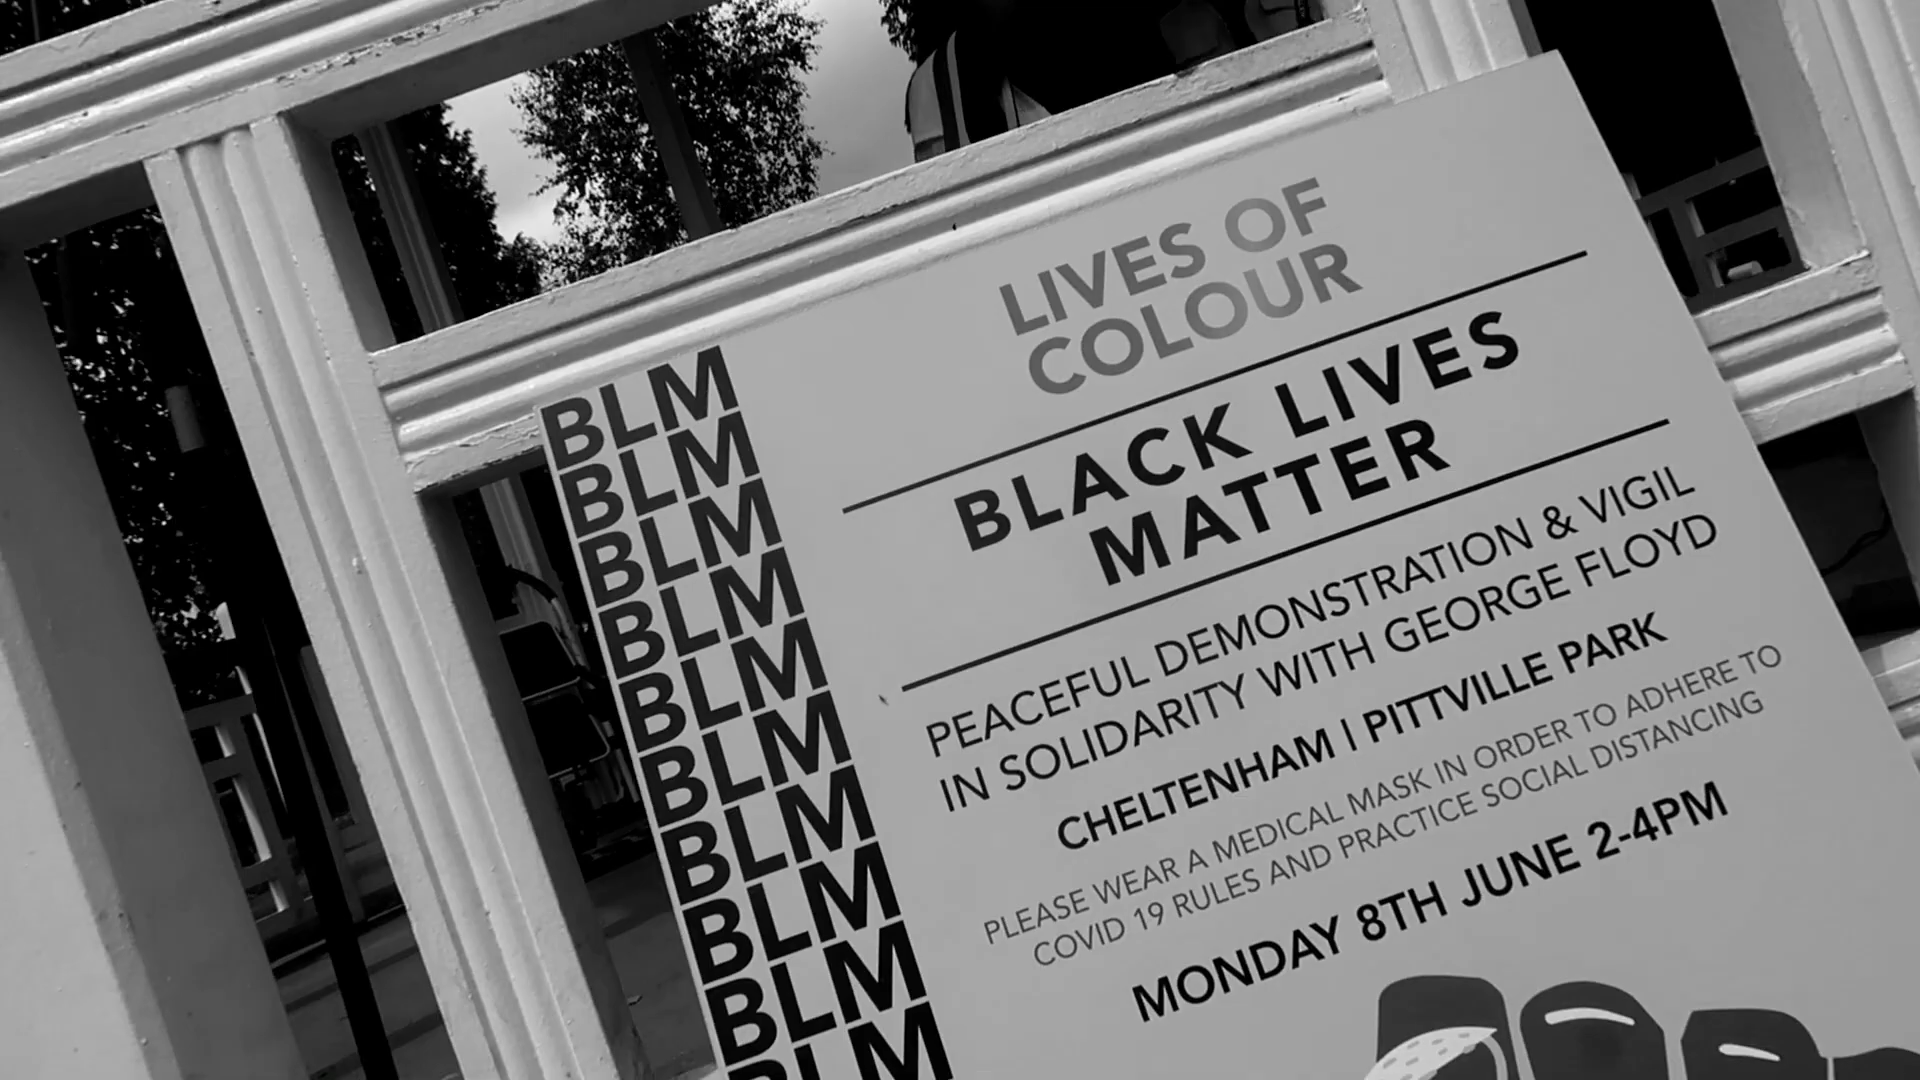 LIVES OF
COLOUR
BLACK LIVES
MATTER
PEACEFUL DEMONSTRATION & VIGIL
IN SOLIDARITY WITH GEORGE FLOYD
CHELTENHAM | PITTVILLE PARK
PLEASE WEAR A MEDICAL MASK IN ORDER TO ADHERE TO
COVID 19 RULES AND PRACTICE SOCIAL DISTANCING
MONDAY 8TH JUNE 2-4PM
BLM
BLM
BLM
BLM
BLM
BLM
BLM
BLM
BLM
BLM